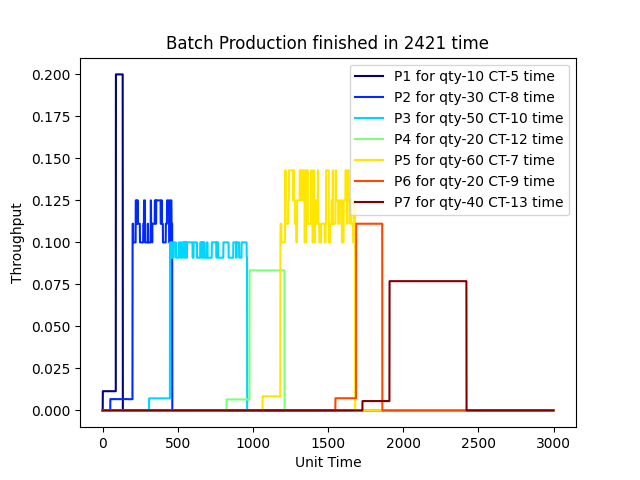 Batch Production finished in 2421 time
P1 for qty-10 CT-5 time
P2 for qty-30 CT-8 time
P3 for qty-50 CT-10 time
P4 for qty-20 CT-12 time
P5 for qty-60 CT-7 time
P6 for qty-20 CT-9 time
P7 for qty-40 CT-13 time
Throughput
0.200
0.175
0.150
0.125
0.100
0.075
0.050
0.025
0.000
0 500 1000 1500 2000 2500 3000
Unit Time